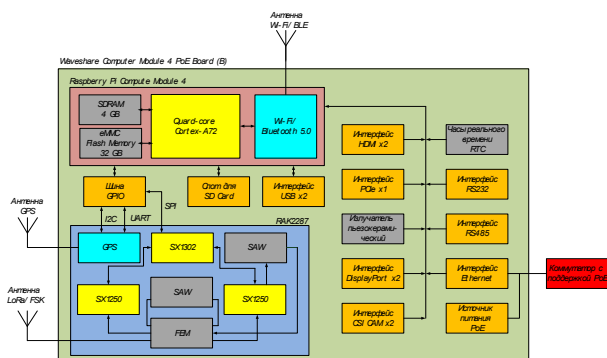 Антенна
Wi-Fi/ BLE
Waveshare Computer Module 4 PoE Board (B)
Raspberry Pi Compute Module 4
SDRAM
4 GB
eMMC
Flash Memory
32 GB
Quard-core
Cortex-A72
Wi-Fi/
Bluetooth 5.0
Шина
GPIO
Слот для
SD Card
Интерфейс
USB x2
Антенна
GPS
I2C
UART
SPI
RAK2287
GPS
SX1302
SAW
SX1250
SAW
SX1250
FEM
Антенна
LoRa/ FSK
Интерфейс
HDMI x2
Часы реального
времени
RTC
Интерфейс
PCIe x1
Интерфейс
RS232
Излучатель
пьезокерами-
ческий
Интерфейс
RS485
Интерфейс
DisplayPort x2
Интерфейс
Ethernet
Интерфейс
CSI CAM x2
Источник
питания
PoE
Коммутатор с
поддержкой PoE